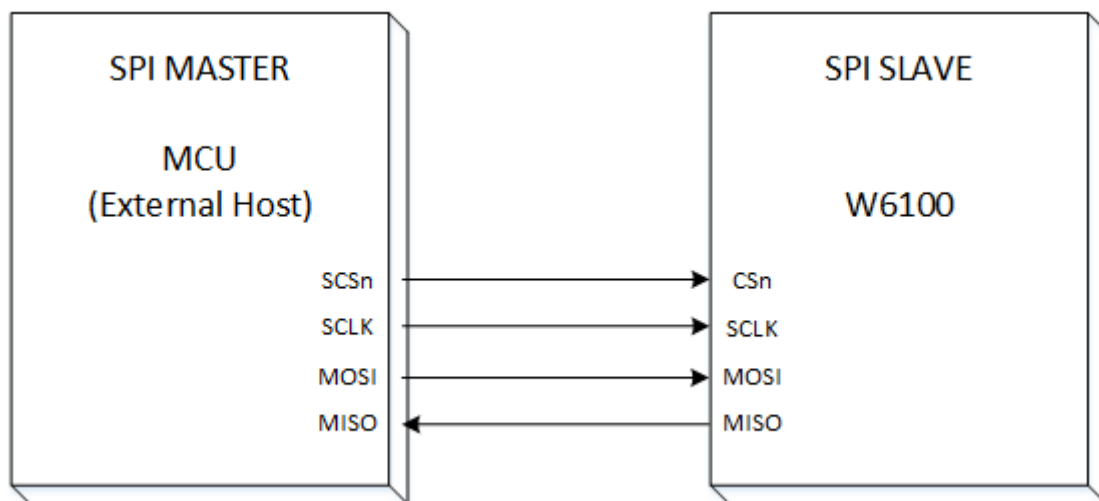 SPI MASTER
MCU
(External Host)
SCSn
SCLK
MOSI
MISO
SPI SLAVE
W6100
CSn
SCLK
MOSI
MISO